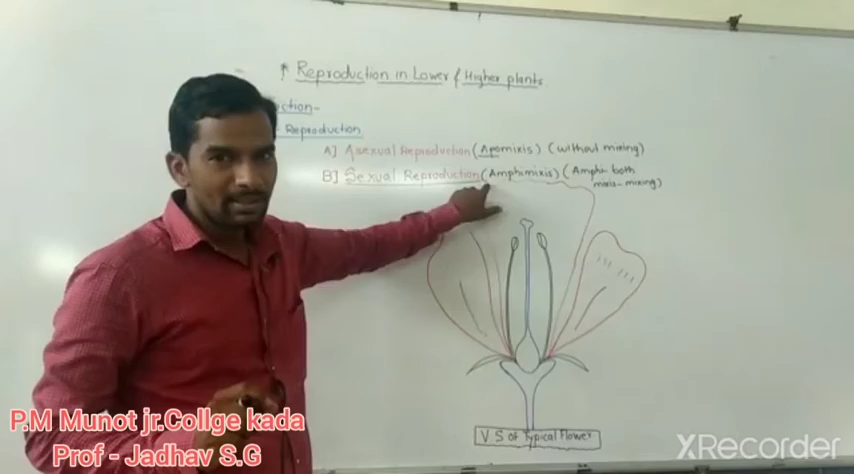 * Reproduction in Lower & Higher plants
ction-
Reproduction
A] Asexual Reproduction (Apomixis) (without mixing)
B] Sexual Reproduction (Amphimixis) (Amphi- both
mixis-mixing)
V S of Typical Flower
P.M Munot jr.Collge kada
Prof - Jadhav S.G
XRecorder